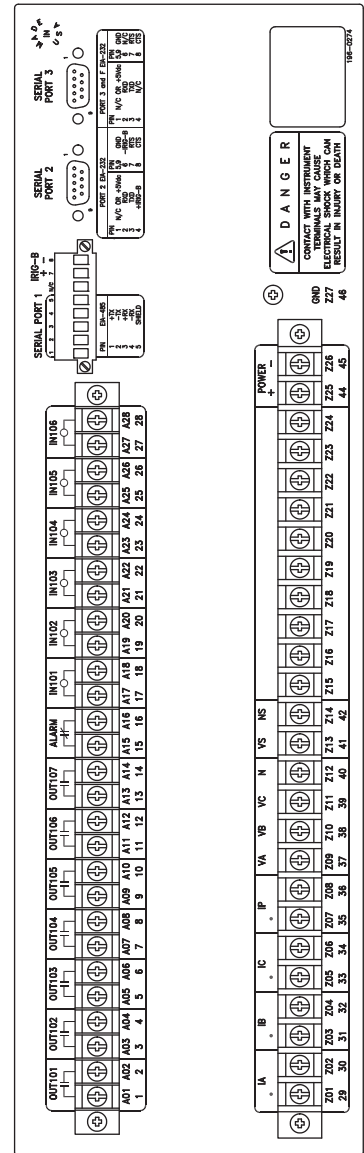 OUT101 OUT102 OUT103 OUT104 OUT105 OUT106 OUT107 ALARM IN101 IN102 IN103 IN104 IN105 IN106
A01 A02 A03 A04 A05 A06 A07 A08 A09 A10 A11 A12 A13 A14 A15 A16 A17 A18 A19 A20 A21 A22 A23 A24 A25 A26 A27 A28
1 2 3 4 5 6 7 8 9 10 11 12 13 14 15 16 17 18 19 20 21 22 23 24 25 26 27 28
SERIAL PORT 1 IRIG-B
+ -
1 2 3 4 5 N/C 7 8
PIN EIA-485
1 +TX
2 -TX
3 +RX
4 -RX
5 SHIELD
SERIAL
PORT 2
9
PORT 2 EIA-232
PIN PIN
1 N/C OR +5Vdc 5,9 GND
2 RXD 6 -IRIG-B
3 TXD 7 RTS
4 +IRIG-B 8 CTS
SERIAL
PORT 3
9
PORT 3 and F EIA-232
PIN PIN
1 N/C OR +5Vdc 5,9 GND
2 RXD 6 N/C
3 TXD 7 RTS
4 N/C 8 CTS
MADE
IN
USA
IA IB IC IP VA VB VC N VS NS POWER
+ -
Z01 Z02 Z03 Z04 Z05 Z06 Z07 Z08 Z09 Z10 Z11 Z12 Z13 Z14 Z15 Z16 Z17 Z18 Z19 Z20 Z21 Z22 Z23 Z24 Z25 Z26
29 30 31 32 33 34 35 36 37 38 39 40 41 42 44 45
GND
Z27
46
DANGER
CONTACT WITH INSTRUMENT
TERMINALS MAY CAUSE
ELECTRICAL SHOCK WHICH CAN
RESULT IN INJURY OR DEATH
196-0274